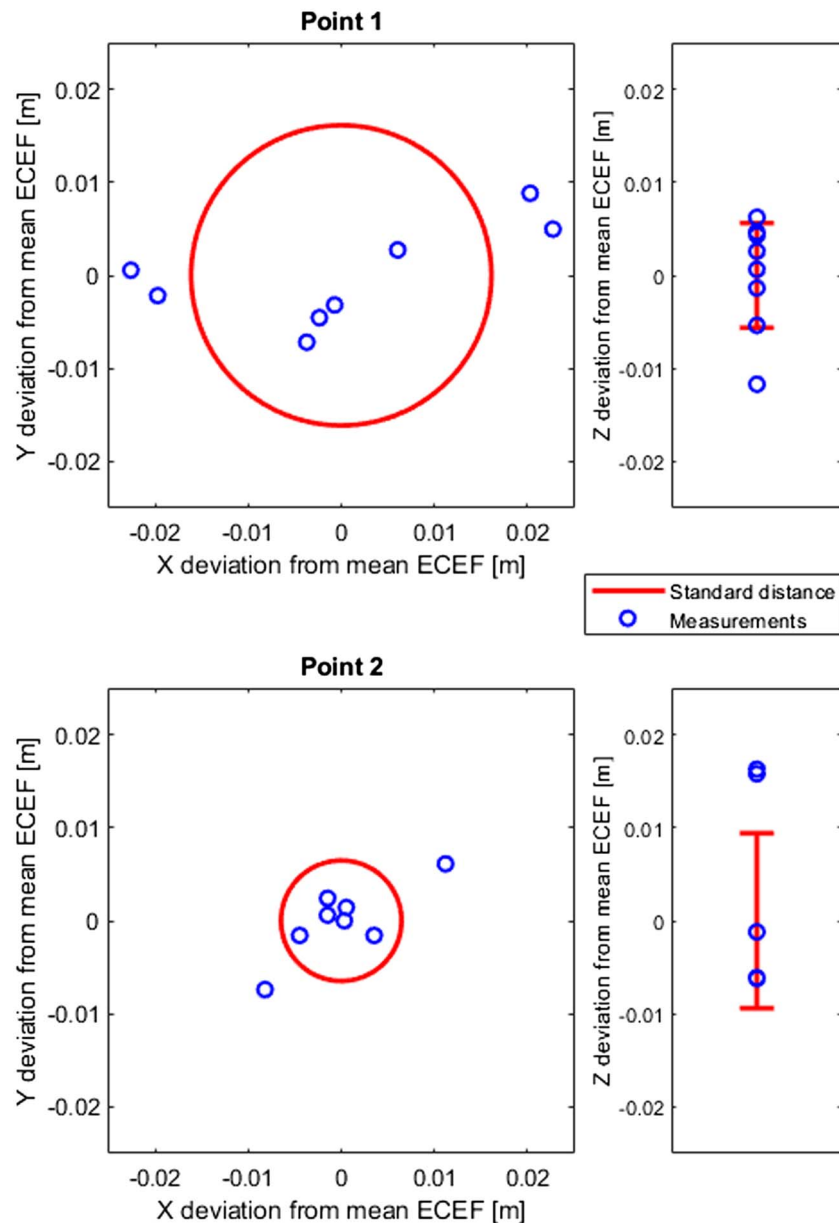 Point 1
Y deviation from mean ECEF [m]
0.02
0.01
0
-0.01
-0.02
-0.02 -0.01 0 0.01 0.02
X deviation from mean ECEF [m]
Z deviation from mean ECEF [m]
0.02
0.01
0
-0.01
-0.02
Standard distance
Measurements
Point 2
Y deviation from mean ECEF [m]
0.02
0.01
0
-0.01
-0.02
-0.02 -0.01 0 0.01 0.02
X deviation from mean ECEF [m]
Z deviation from mean ECEF [m]
0.02
0.01
0
-0.01
-0.02